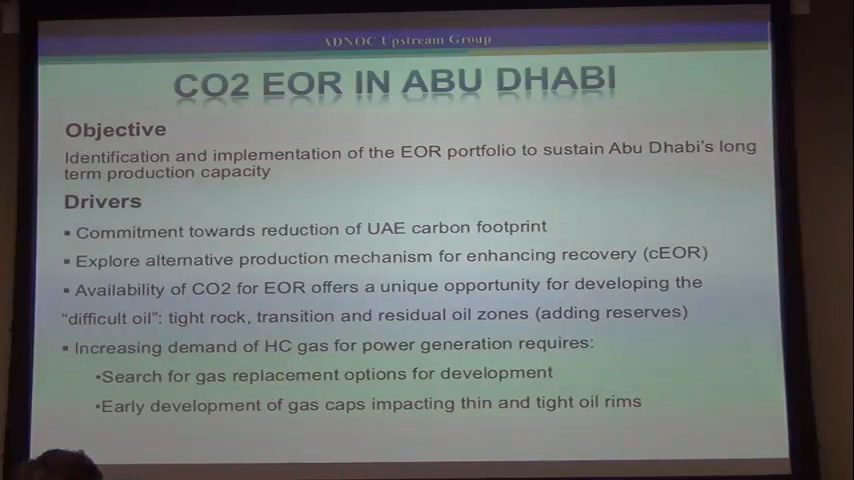 ADNOC Upstream Group
CO2 EOR IN ABU DHABI
Objective
Identification and implementation of the EOR portfolio to sustain Abu Dhabi's long
term production capacity
Drivers
▪ Commitment towards reduction of UAE carbon footprint
▪ Explore alternative production mechanism for enhancing recovery (cEOR)
▪ Availability of CO2 for EOR offers a unique opportunity for developing the
"difficult oil": tight rock, transition and residual oil zones (adding reserves)
▪ Increasing demand of HC gas for power generation requires:
•Search for gas replacement options for development
•Early development of gas caps impacting thin and tight oil rims